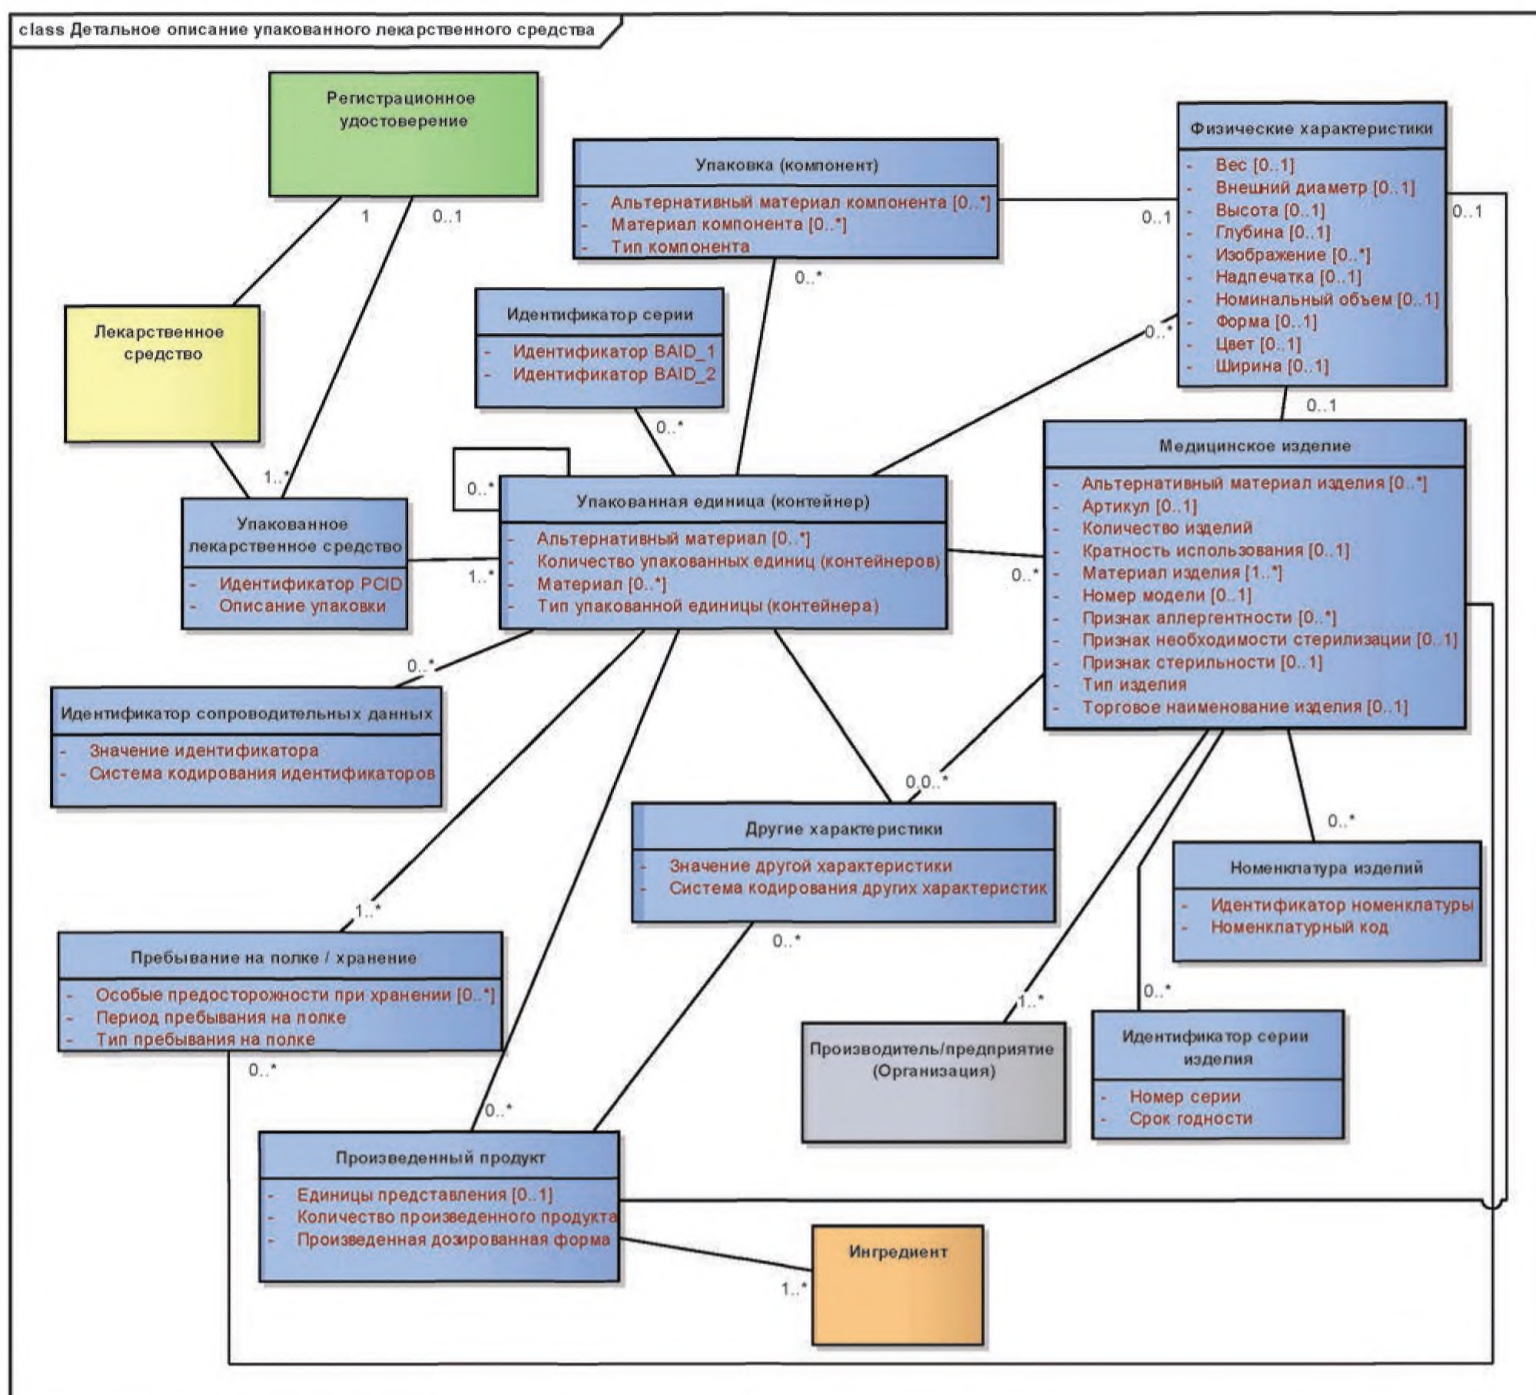 class Детальное описание упакованного лекарственного средства
Регистрационное
удостоверение
1
0..1
Лекарственное
средство
1..*
Упакованное
лекарственное средство
- Идентификатор PCID
- Описание упаковки
1..*
Упаковка (компонент)
- Альтернативный материал компонента [0..*]
- Материал компонента [0..*]
- Тип компонента
0..*
0..1
Физические характеристики
- Вес [0..1]
- Внешний диаметр [0..1]
- Высота [0..1]
- Глубина [0..1]
- Изображение [0..*]
- Надпечатка [0..1]
- Номинальный объем [0..1]
- Форма [0..1]
- Цвет [0..1]
- Ширина [0..1]
0..1
0..*
0..1
Идентификатор серии
- Идентификатор BAID_1
- Идентификатор BAID_2
0..*
0..*
Упакованная единица (контейнер)
- Альтернативный материал [0..*]
- Количество упакованных единиц (контейнеров)
- Материал [0..*]
- Тип упакованной единицы (контейнера)
0..*
Медицинское изделие
- Альтернативный материал изделия [0..*]
- Артикул [0..1]
- Количество изделий
- Кратность использования [0..1]
- Материал изделия [1..*]
- Номер модели [0..1]
- Признак аллергентности [0..*]
- Признак необходимости стерилизации [0..1]
- Признак стерильности [0..1]
- Тип изделия
- Торговое наименование изделия [0..1]
0..*
Идентификатор сопроводительных данных
- Значение идентификатора
- Система кодирования идентификаторов
0,0..*
Другие характеристики
- Значение другой характеристики
- Система кодирования других характеристик
0..*
0..*
Номенклатура изделий
- Идентификатор номенклатуры
- Номенклатурный код
1..*
Пребывание на полке / хранение
- Особые предосторожности при хранении [0..*]
- Период пребывания на полке
- Тип пребывания на полке
0..*
1..*
Производитель/предприятие
(Организация)
0..*
Идентификатор серии
изделия
- Номер серии
- Срок годности
0..*
Произведенный продукт
- Единицы представления [0..1]
- Количество произведенного продукта
- Произведенная дозированная форма
1..*
Ингредиент